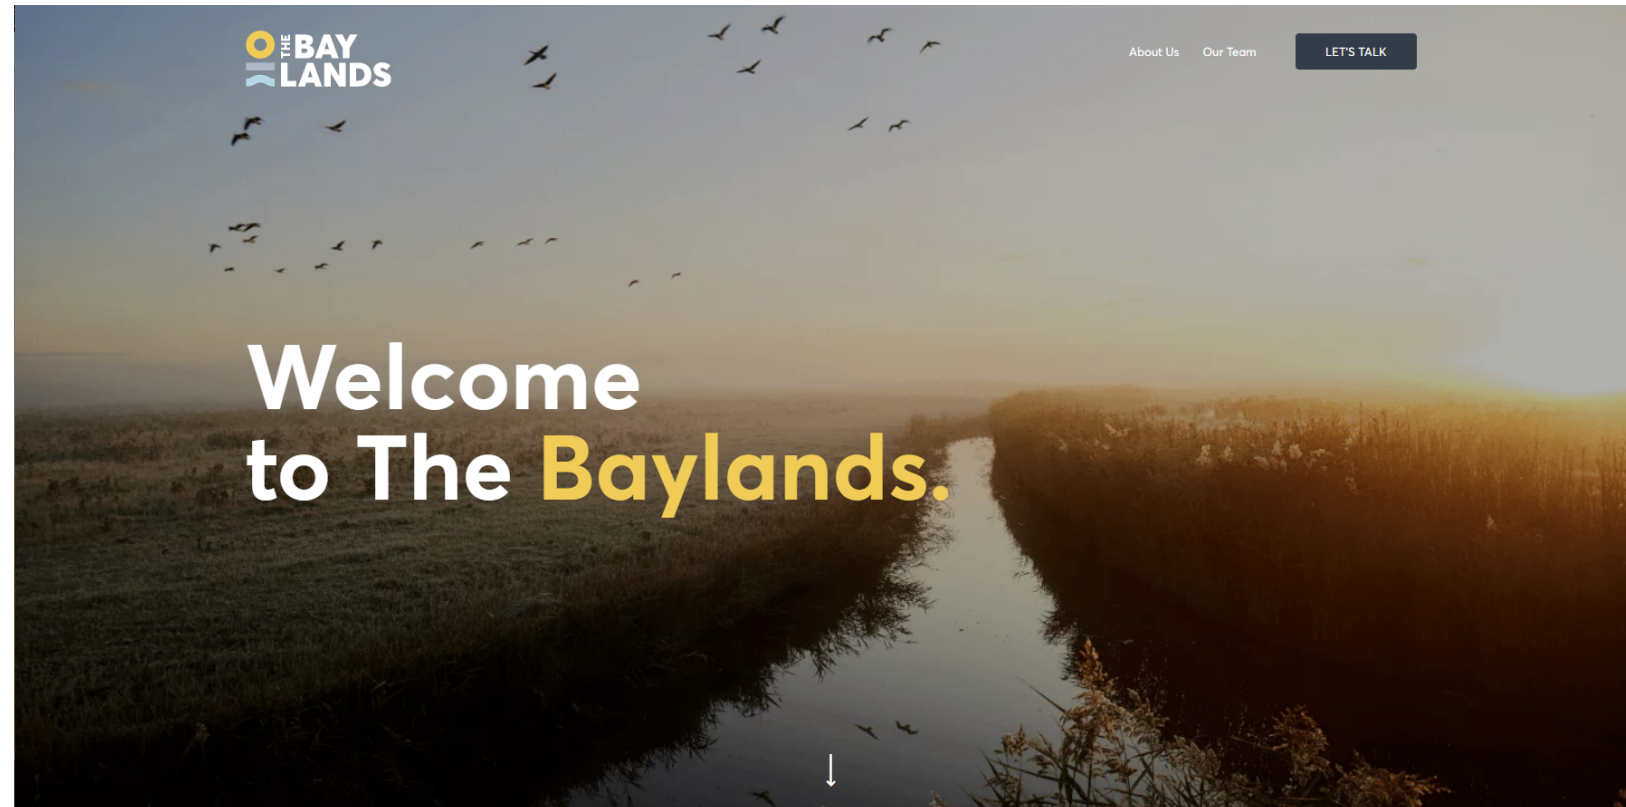 THE BAY
LANDS
About Us
Our Team
LET'S TALK
Welcome
to The Baylands.